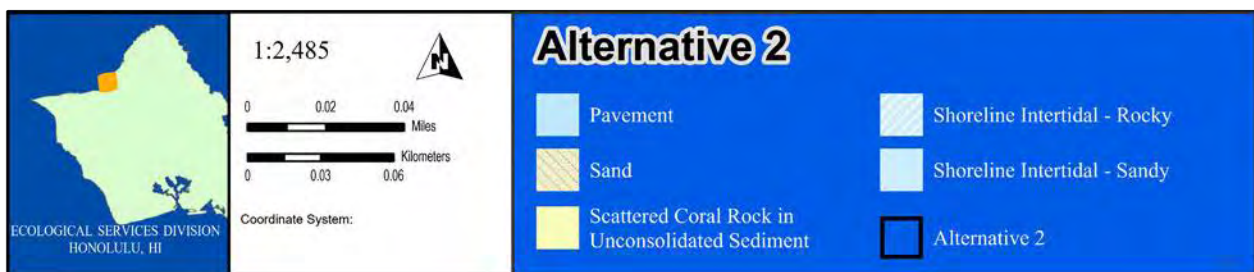 ECOLOGICAL SERVICES DIVISION
HONOLULU, HI
1:2,485
N
0 0.02 0.04
Miles
Kilometers
0 0.03 0.06
Coordinate System:
Alternative 2
Pavement
Sand
Scattered Coral Rock in
Unconsolidated Sediment
Shoreline Intertidal - Rocky
Shoreline Intertidal - Sandy
Alternative 2